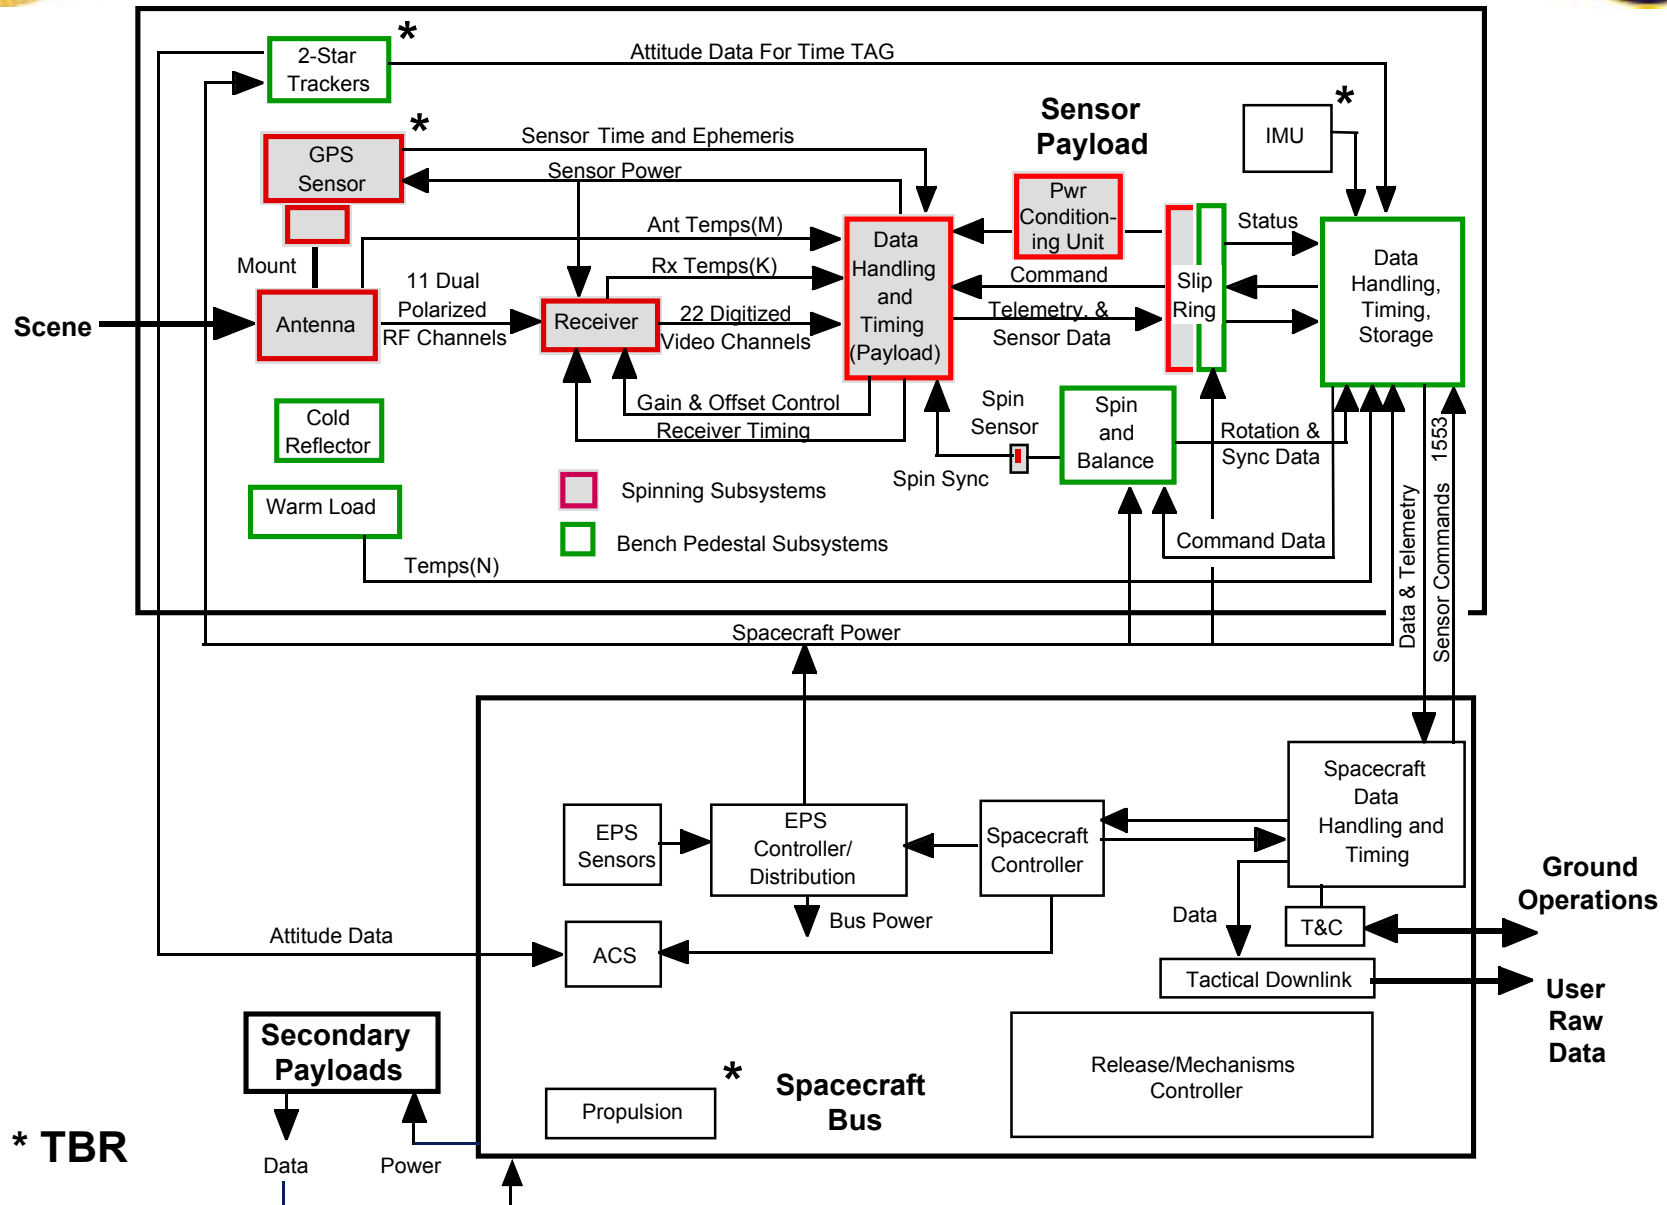 *
2-Star
Trackers
Attitude Data For Time TAG
*
GPS
Sensor
Sensor Time and Ephemeris
Sensor Power
Sensor
Payload
*
IMU
Pwr
Condition-
ing Unit
Mount
Ant Temps(M)
Rx Temps(K)
Data
Handling
and
Timing
(Payload)
Command
Telemetry, &
Sensor Data
Slip
Ring
Status
Data
Handling,
Timing,
Storage
Scene
Antenna
11 Dual
Polarized
RF Channels
Receiver
22 Digitized
Video Channels
Gain & Offset Control
Receiver Timing
Cold
Reflector
Spin
Sensor
Spin Sync
Spin
and
Balance
Rotation &
Sync Data
Warm Load
Spinning Subsystems
Bench Pedestal Subsystems
Command Data
Temps(N)
Data & Telemetry
Sensor Commands 1553
Spacecraft Power
EPS
Sensors
EPS
Controller/
Distribution
Spacecraft
Controller
Spacecraft
Data
Handling and
Timing
Bus Power
Attitude Data
ACS
Data
T&C
Tactical Downlink
Ground
Operations
User
Raw
Data
Secondary
Payloads
Release/Mechanisms
Controller
*
Propulsion
Spacecraft
Bus
* TBR
Data
Power